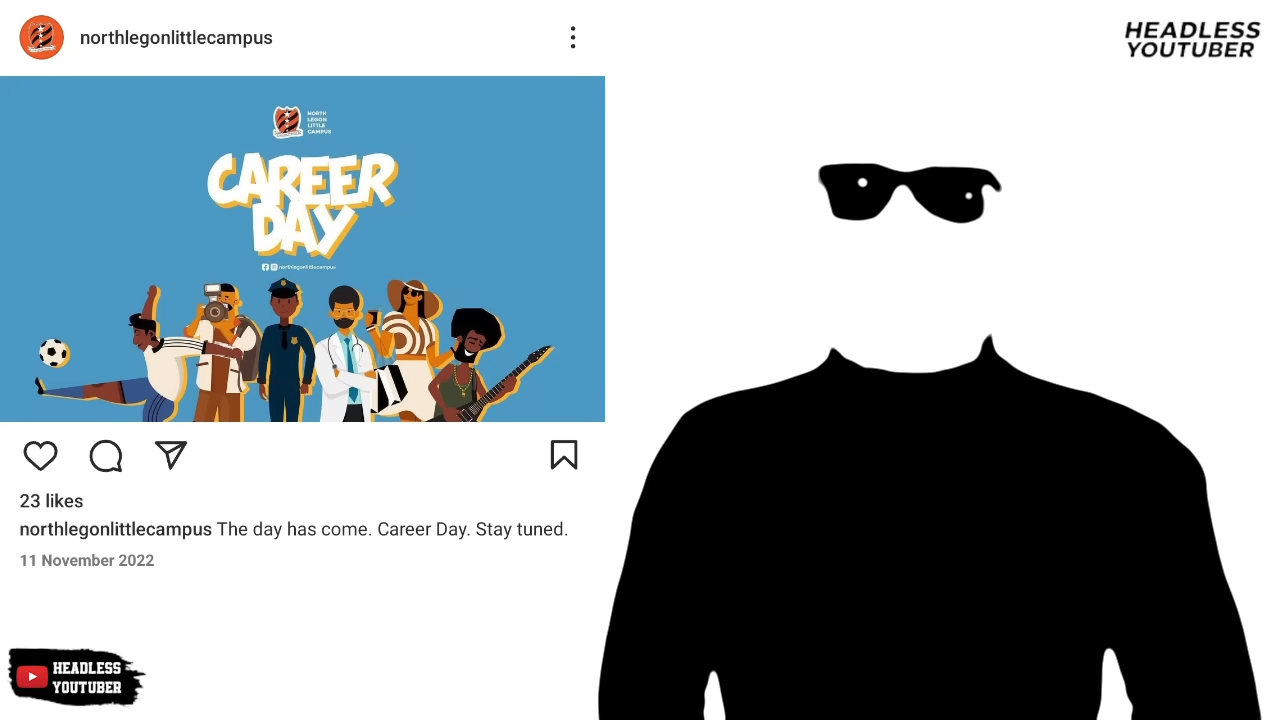 northlegonlittlecampus
HEADLESS
YOUTUBER
NORTH
LEGON
LITTLE
CAMPUS
CAREER
DAY
northlegonlittlecampus
23 likes
northlegonlittlecampus The day has come. Career Day. Stay tuned.
11 November 2022
HEADLESS
YOUTUBER